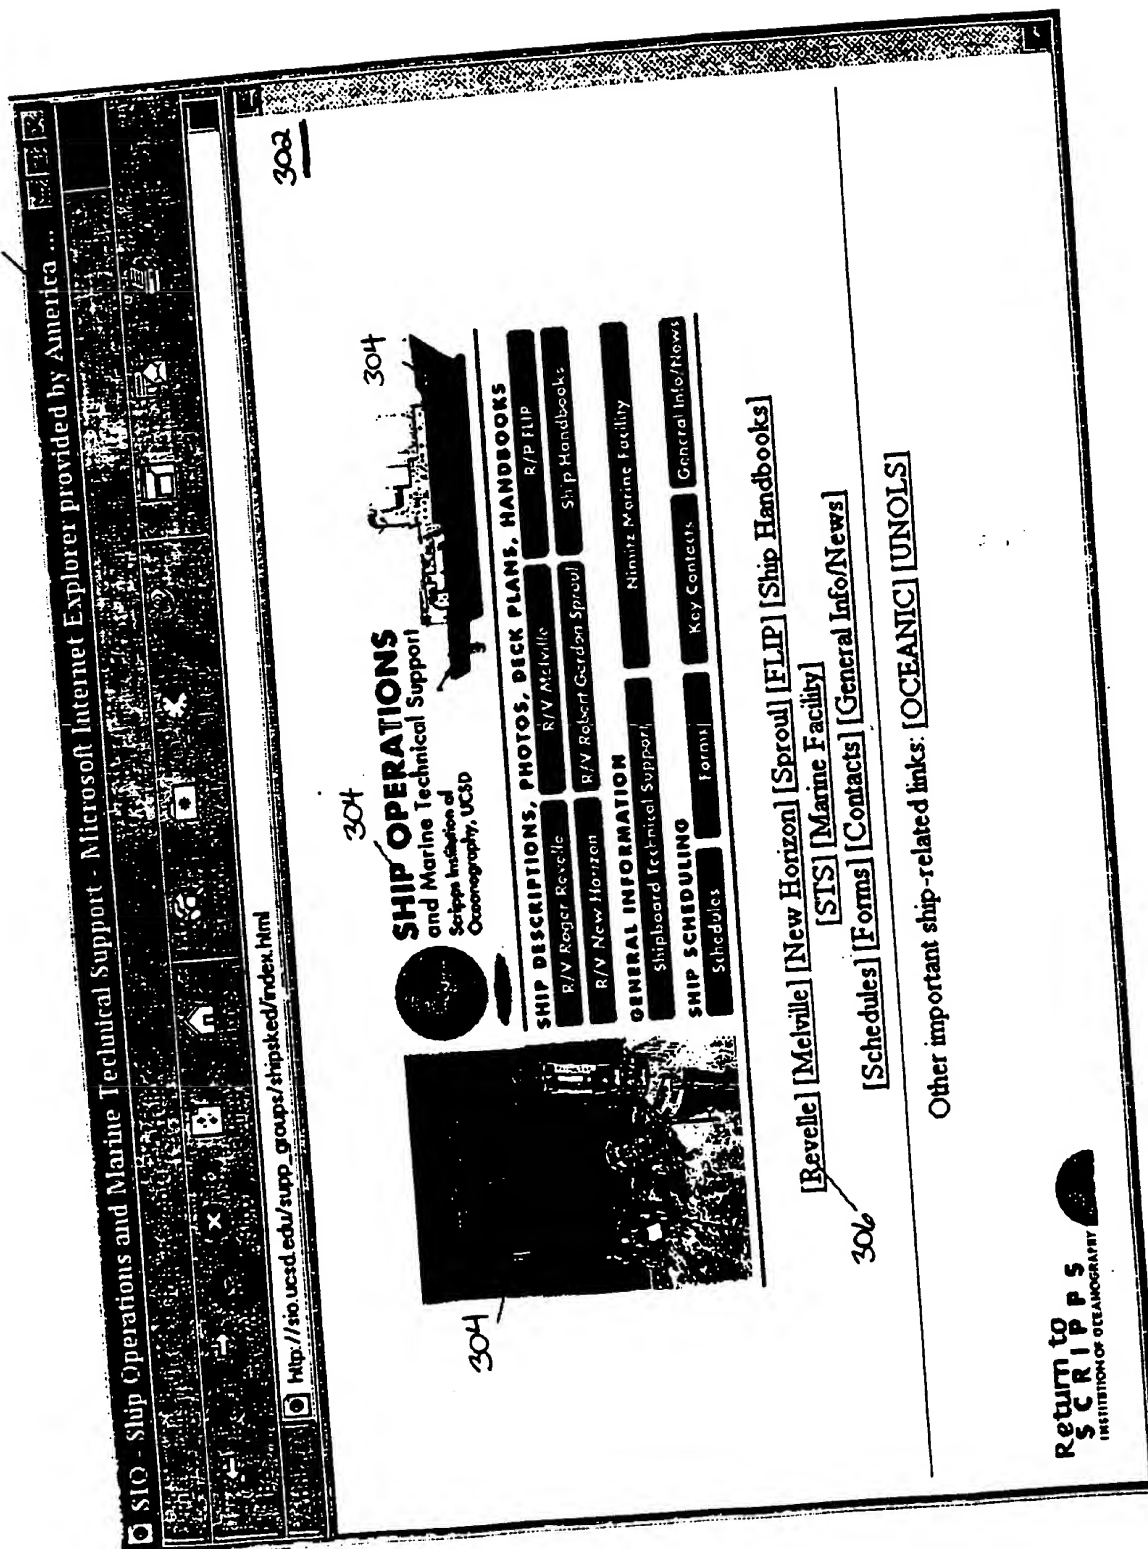 SIO - Ship Operations and Marine Technical Support - Microsoft Internet Explorer provided by America ...
http://sio.ucsd.edu/supp_groups/shipsked/index.html
302
304
304
304
SHIP OPERATIONS
and Marine Technical Support
Scripps Institution of
Oceanography, UCSD
SHIP DESCRIPTIONS, PHOTOS, DECK PLANS, HANDBOOKS
R/V Roger Revelle R/V Melville R/P FLIP
R/V New Horizon R/V Robert Gordon Sproul Ship Handbooks
GENERAL INFORMATION
Shipboard Technical Support Nimitz Marine Facility
SHIP SCHEDULING
Schedules Forms Key Contacts General Info/News
[Revelle] [Melville] [New Horizon] [Sproul] [FLIP] [Ship Handbooks]
[STS] [Marine Facility]
[Schedules] [Forms] [Contacts] [General Info/News]
306
Other important ship-related links: [OCEANIC] [UNOLS]
Return to
SCRIPPS
INSTITUTION OF OCEANOGRAPHY